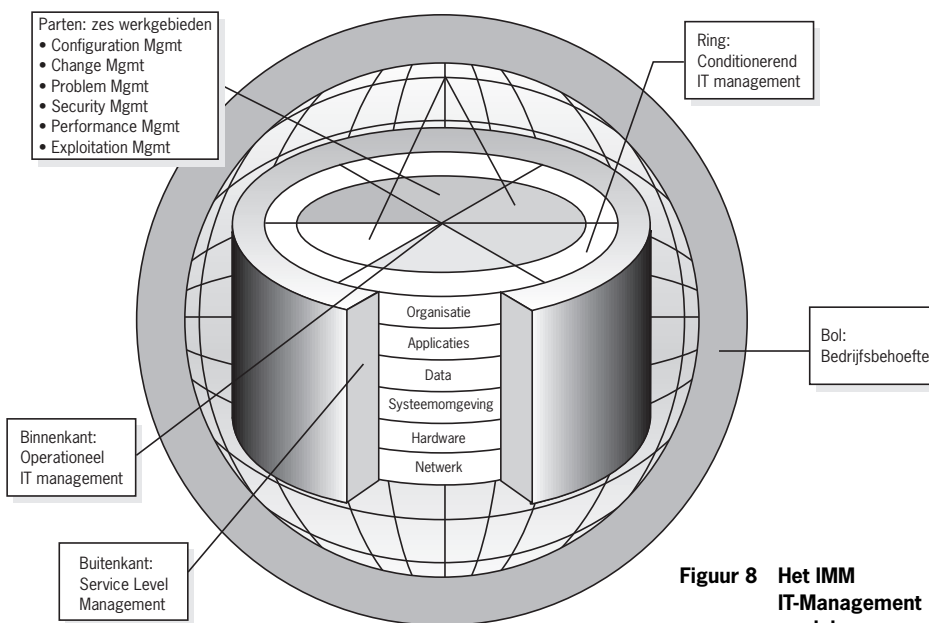 Parten: zes werkgebieden
• Configuration Mgmt
• Change Mgmt
• Problem Mgmt
• Security Mgmt
• Performance Mgmt
• Exploitation Mgmt
Ring:
Conditionerend
IT management
Organisatie
Applicaties
Data
Systeemomgeving
Hardware
Netwerk
Bol:
Bedrijfsbehoefte
Binnenkant:
Operationeel
IT management
Buitenkant:
Service Level
Management
Figuur 8 Het IMM
IT-Management